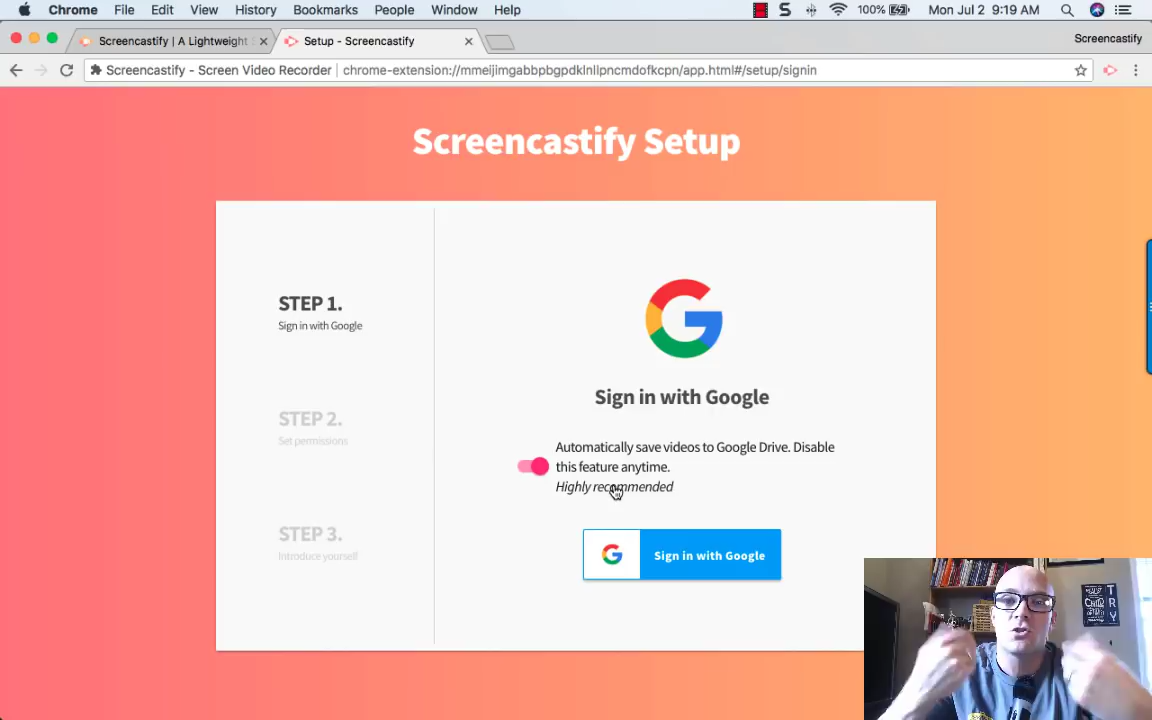 Chrome File Edit View History Bookmarks People Window Help 100% Mon Jul 2 9:19 AM
Screencastify | A Lightweight
Setup - Screencastify
Screencastify
Screencastify - Screen Video Recorder
chrome-extension://mmeijimgabbpbgpdklnllpncmdofkcpn/app.html#/setup/signin
Screencastify Setup
STEP 1.
Sign in with Google
STEP 2.
Set permissions
STEP 3.
Introduce yourself
Sign in with Google
Automatically save videos to Google Drive. Disable
this feature anytime.
Highly recommended
Sign in with Google
TRY